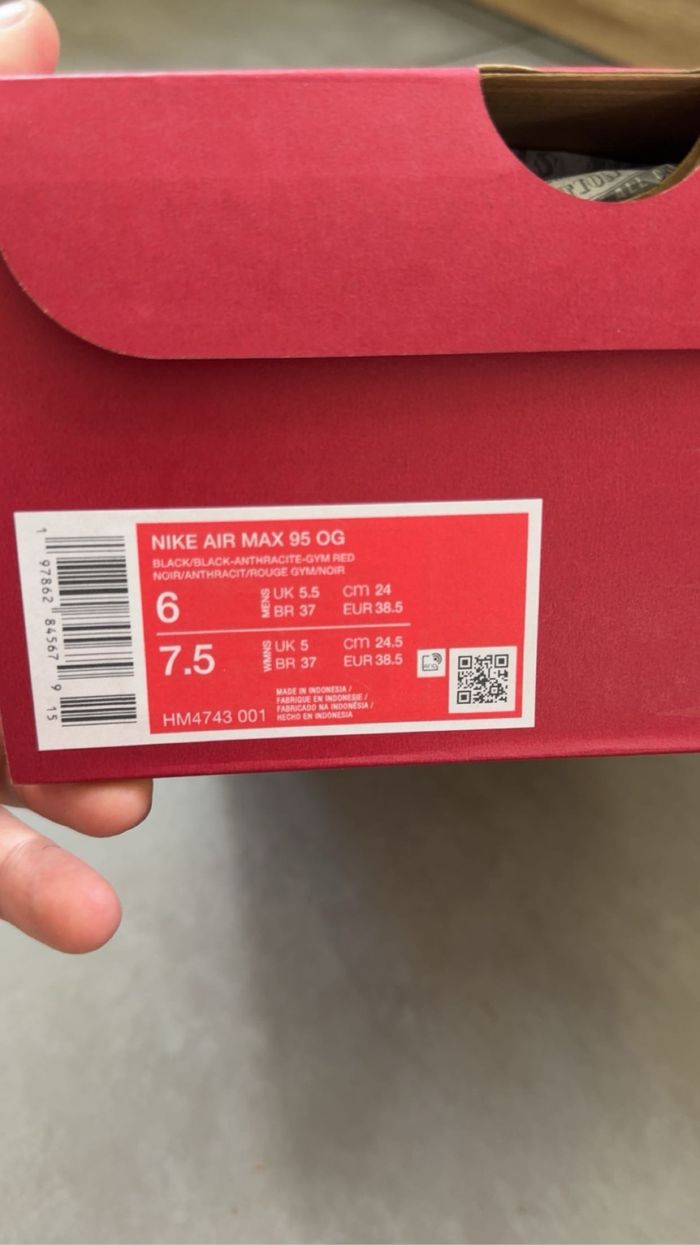 NIKE AIR MAX 95 OG
BLACK/BLACK-ANTHRACITE-GYM RED
NOIR/ANTHRACIT/ROUGE GYM/NOIR
6 MENS UK 5.5 cm 24
BR 37 EUR 38.5
7.5 WMNS UK 5 cm 24.5
BR 37 EUR 38.5
MADE IN INDONESIA /
FABRIQUE EN INDONESIE /
FABRICADO NA INDONÉSIA /
HECHO EN INDONESIA
HM4743 001
1 97862 84567 9 15